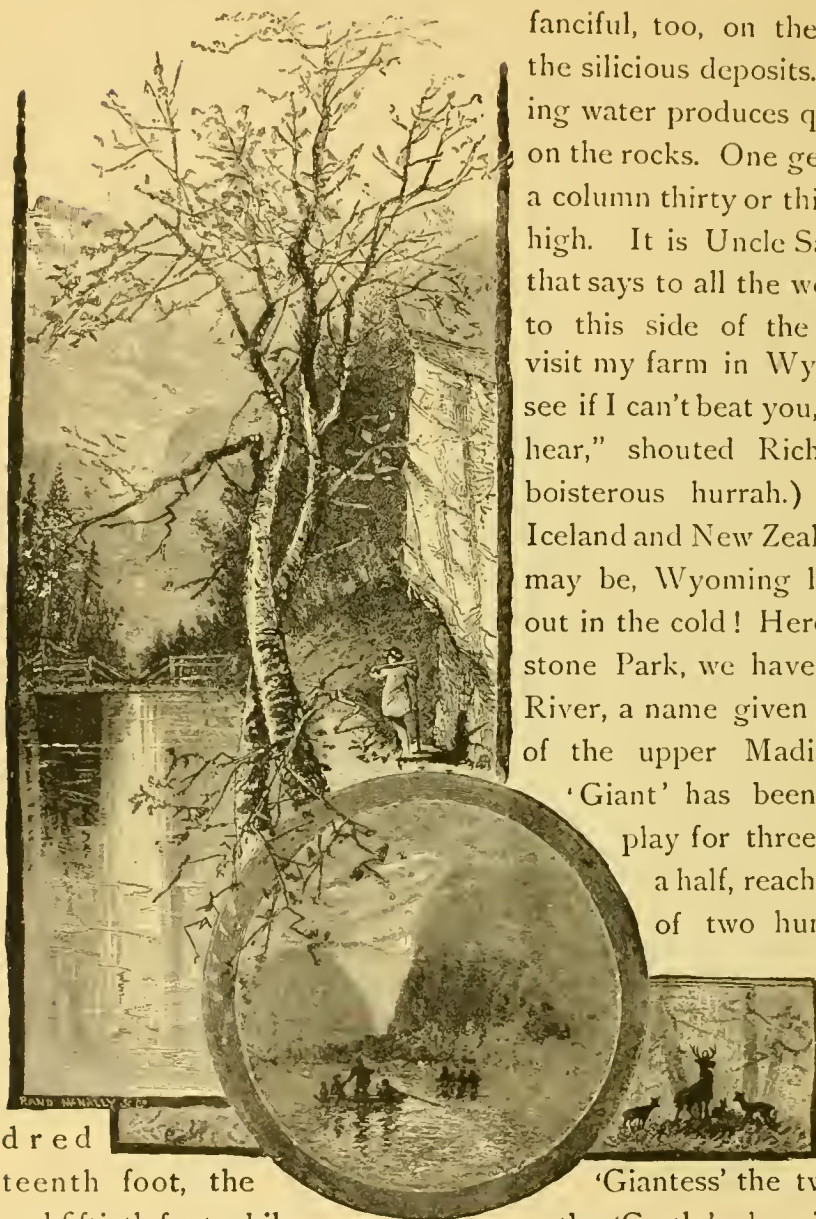 fanciful, too, on the
the silicious deposits.
ing water produces q
on the rocks. One ge
a column thirty or thi
high. It is Uncle Sa
that says to all the w
to this side of the
visit my farm in Wy
see if I can't beat you,
hear," shouted Rich
boisterous hurrah.)
Iceland and New Zeal
may be, Wyoming l
out in the cold! Her
stone Park, we have
River, a name given
of the upper Madi
'Giant' has been
play for three
a half, reach
of two hun
RAND McNALLY & CO
dred
teenth foot, the
'Giantess' the tw